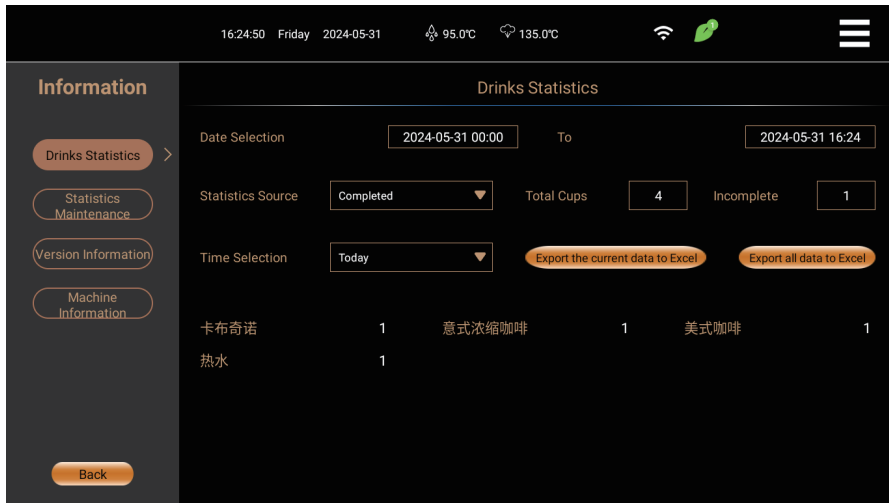 16:24:50 Friday 2024-05-31 95.0℃ 135.0℃ 1
Information
Drinks Statistics
Statistics
Maintenance
Version Information
Machine
Information
Back
Drinks Statistics
Date Selection 2024-05-31 00:00 To 2024-05-31 16:24
Statistics Source Completed Total Cups 4 Incomplete 1
Time Selection Today Export the current data to Excel Export all data to Excel
卡布奇诺 1 意式浓缩咖啡 1 美式咖啡 1
热水 1